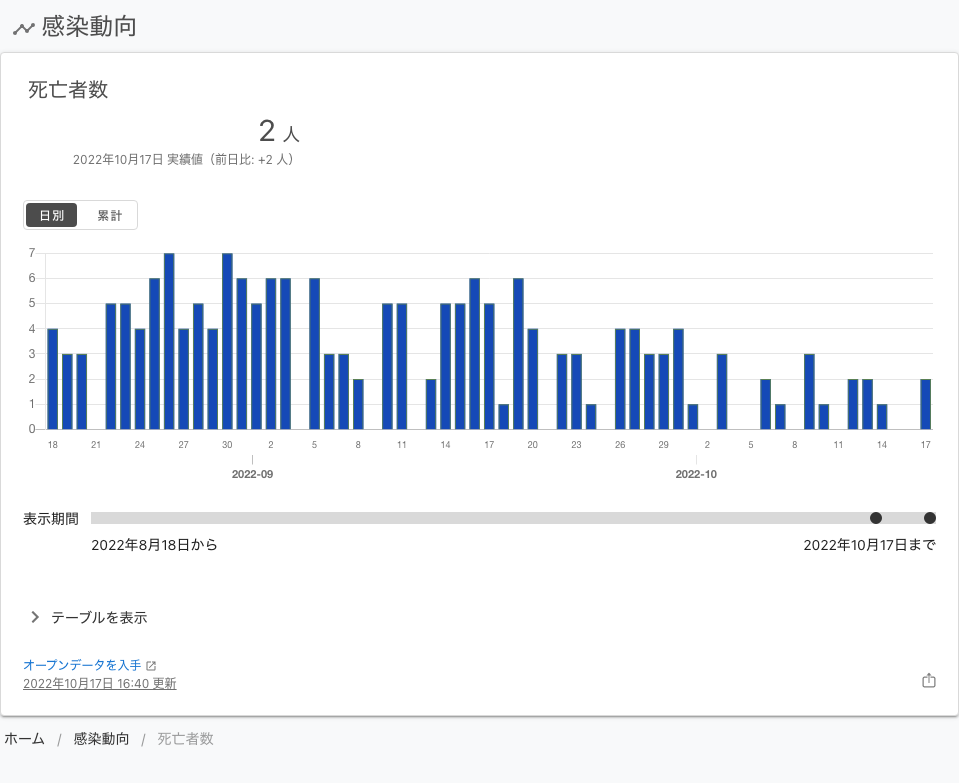 感染動向
死亡者数
2 人
2022年10月17日 実績値（前日比: +2 人）
日別 累計
7
6
5
4
3
2
1
0
18 21 24 27 30 2 5 8 11 14 17 20 23 26 29 2 5 8 11 14 17
2022-09 2022-10
表示期間
2022年8月18日から 2022年10月17日まで
テーブルを表示
オープンデータを入手
2022年10月17日 16:40 更新
ホーム / 感染動向 / 死亡者数